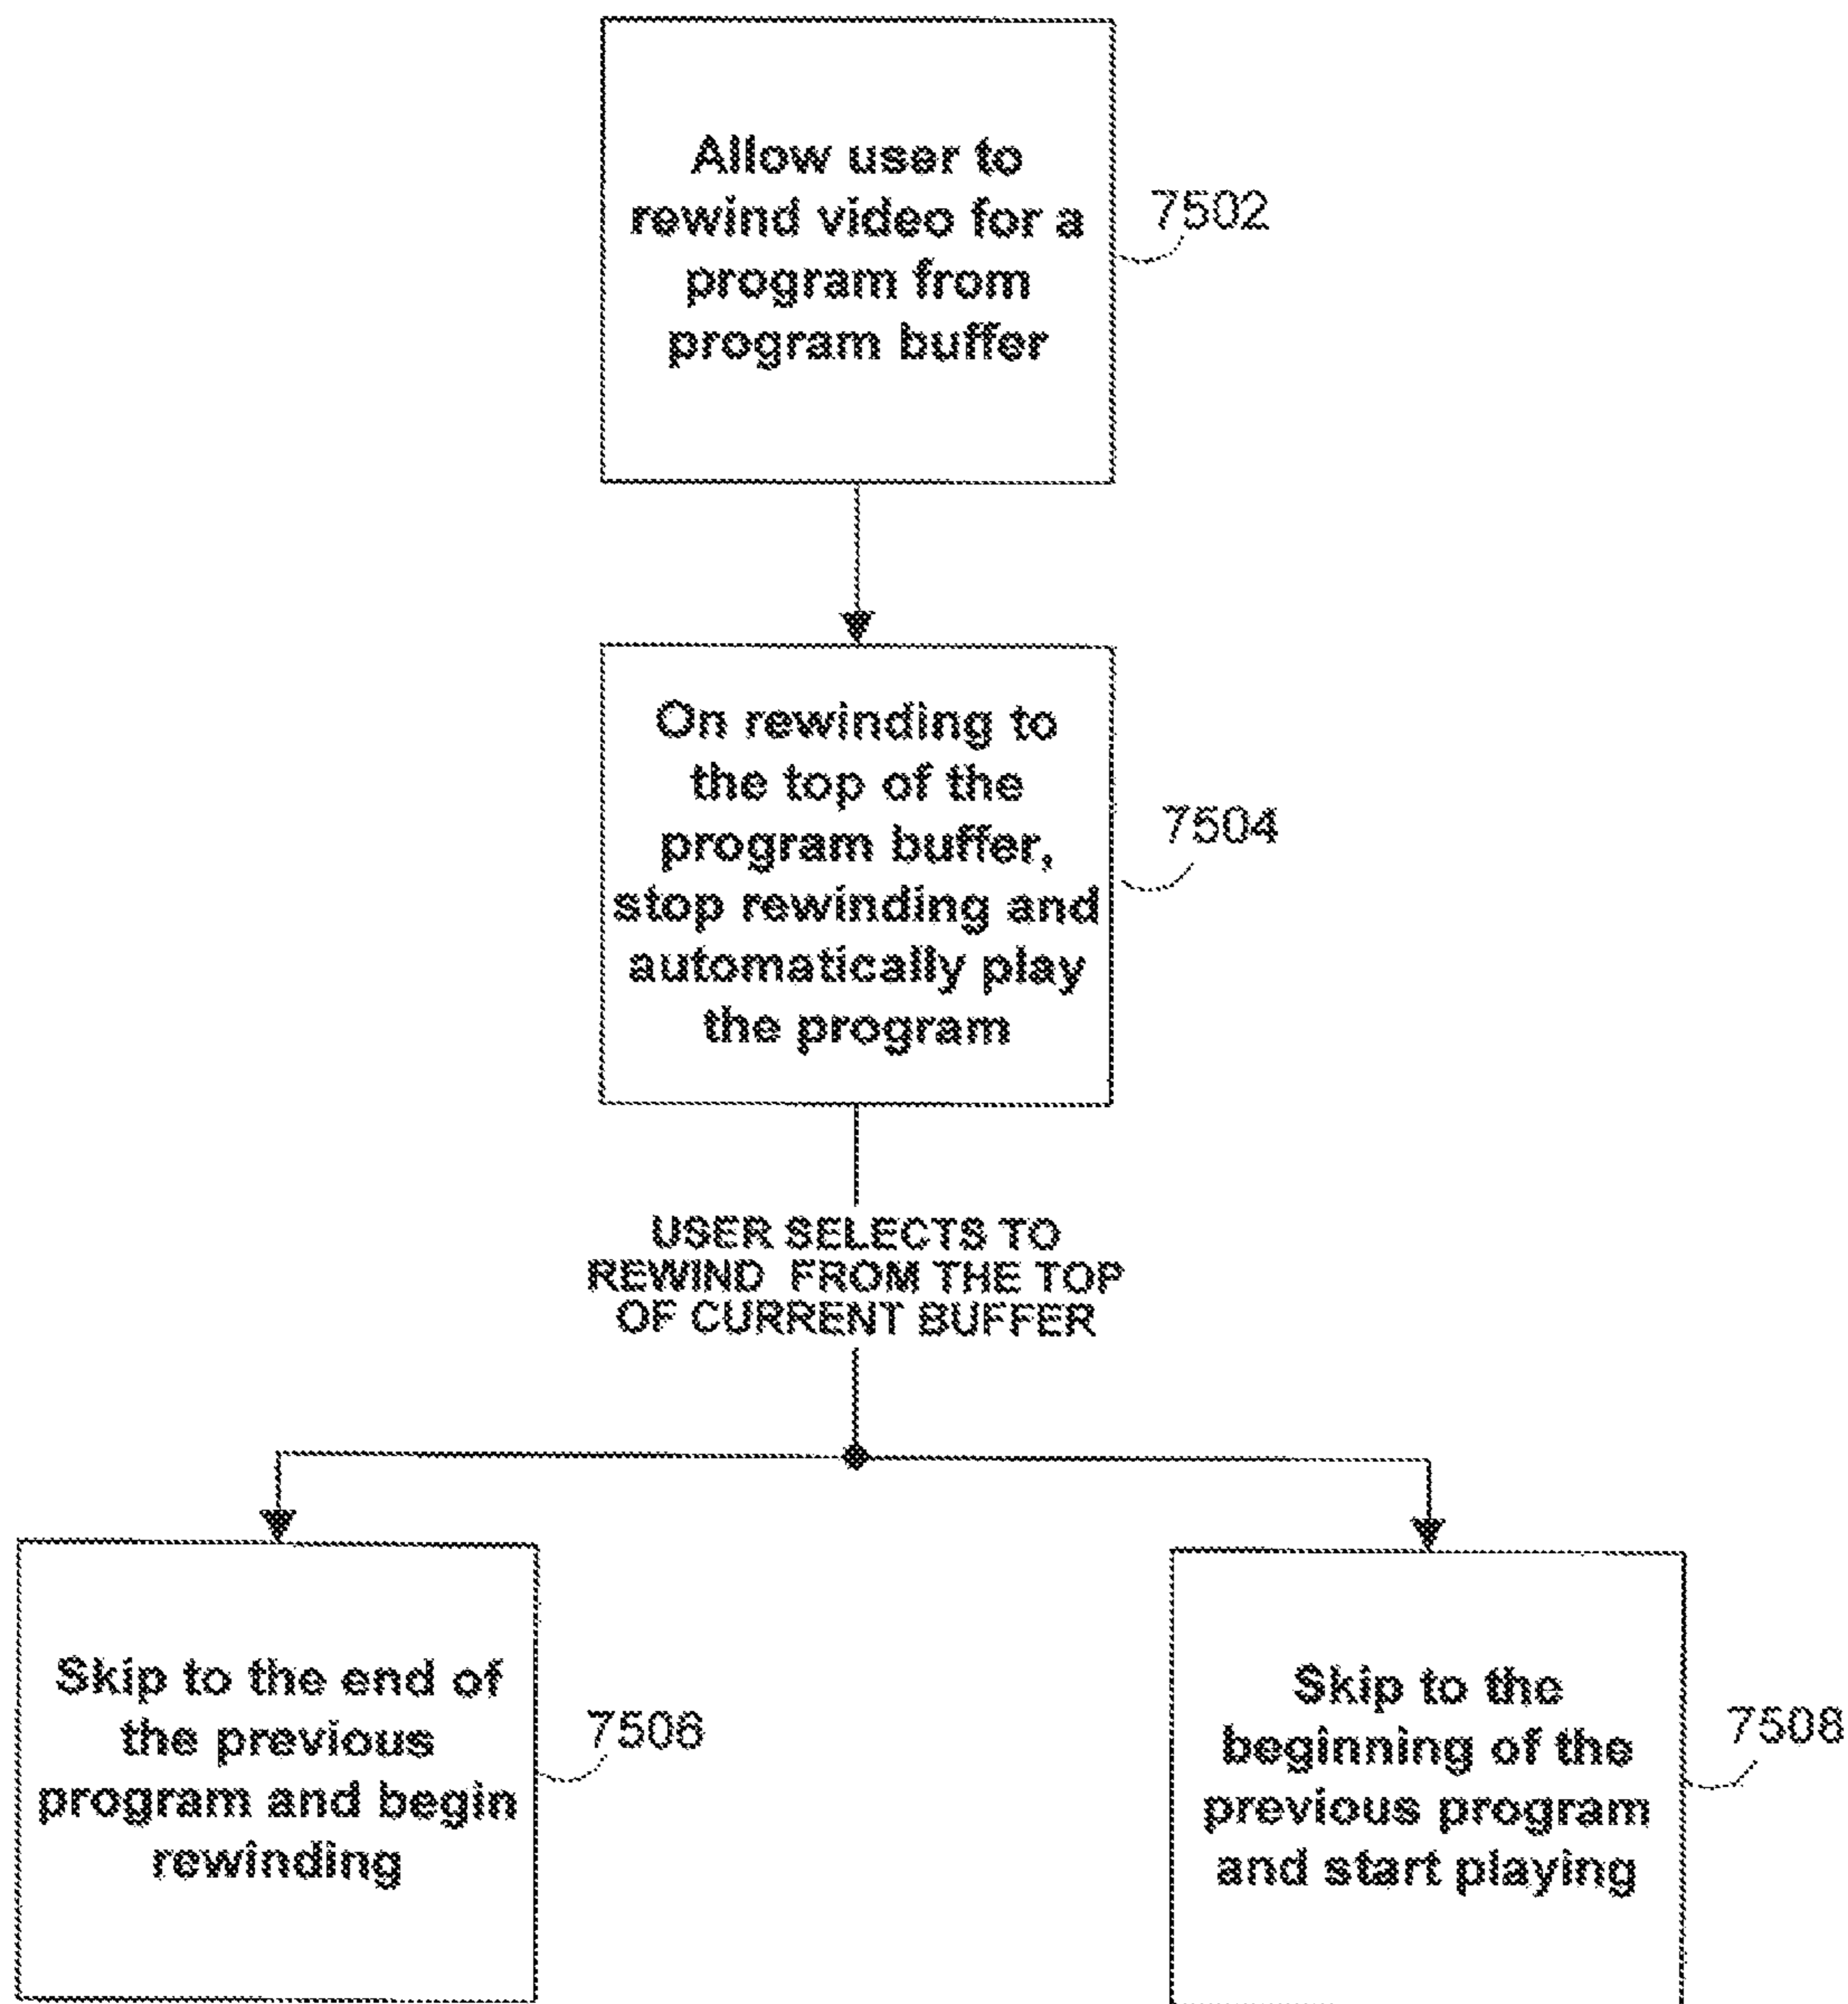 Allow user to
rewind video for a
program from
program buffer
7502
On rewinding to
the top of the
program buffer,
stop rewinding and
automatically play
the program
7504
USER SELECTS TO
REWIND FROM THE TOP
OF CURRENT BUFFER
Skip to the end of
the previous
program and begin
rewinding
7506
Skip to the
beginning of the
previous program
and start playing
7508